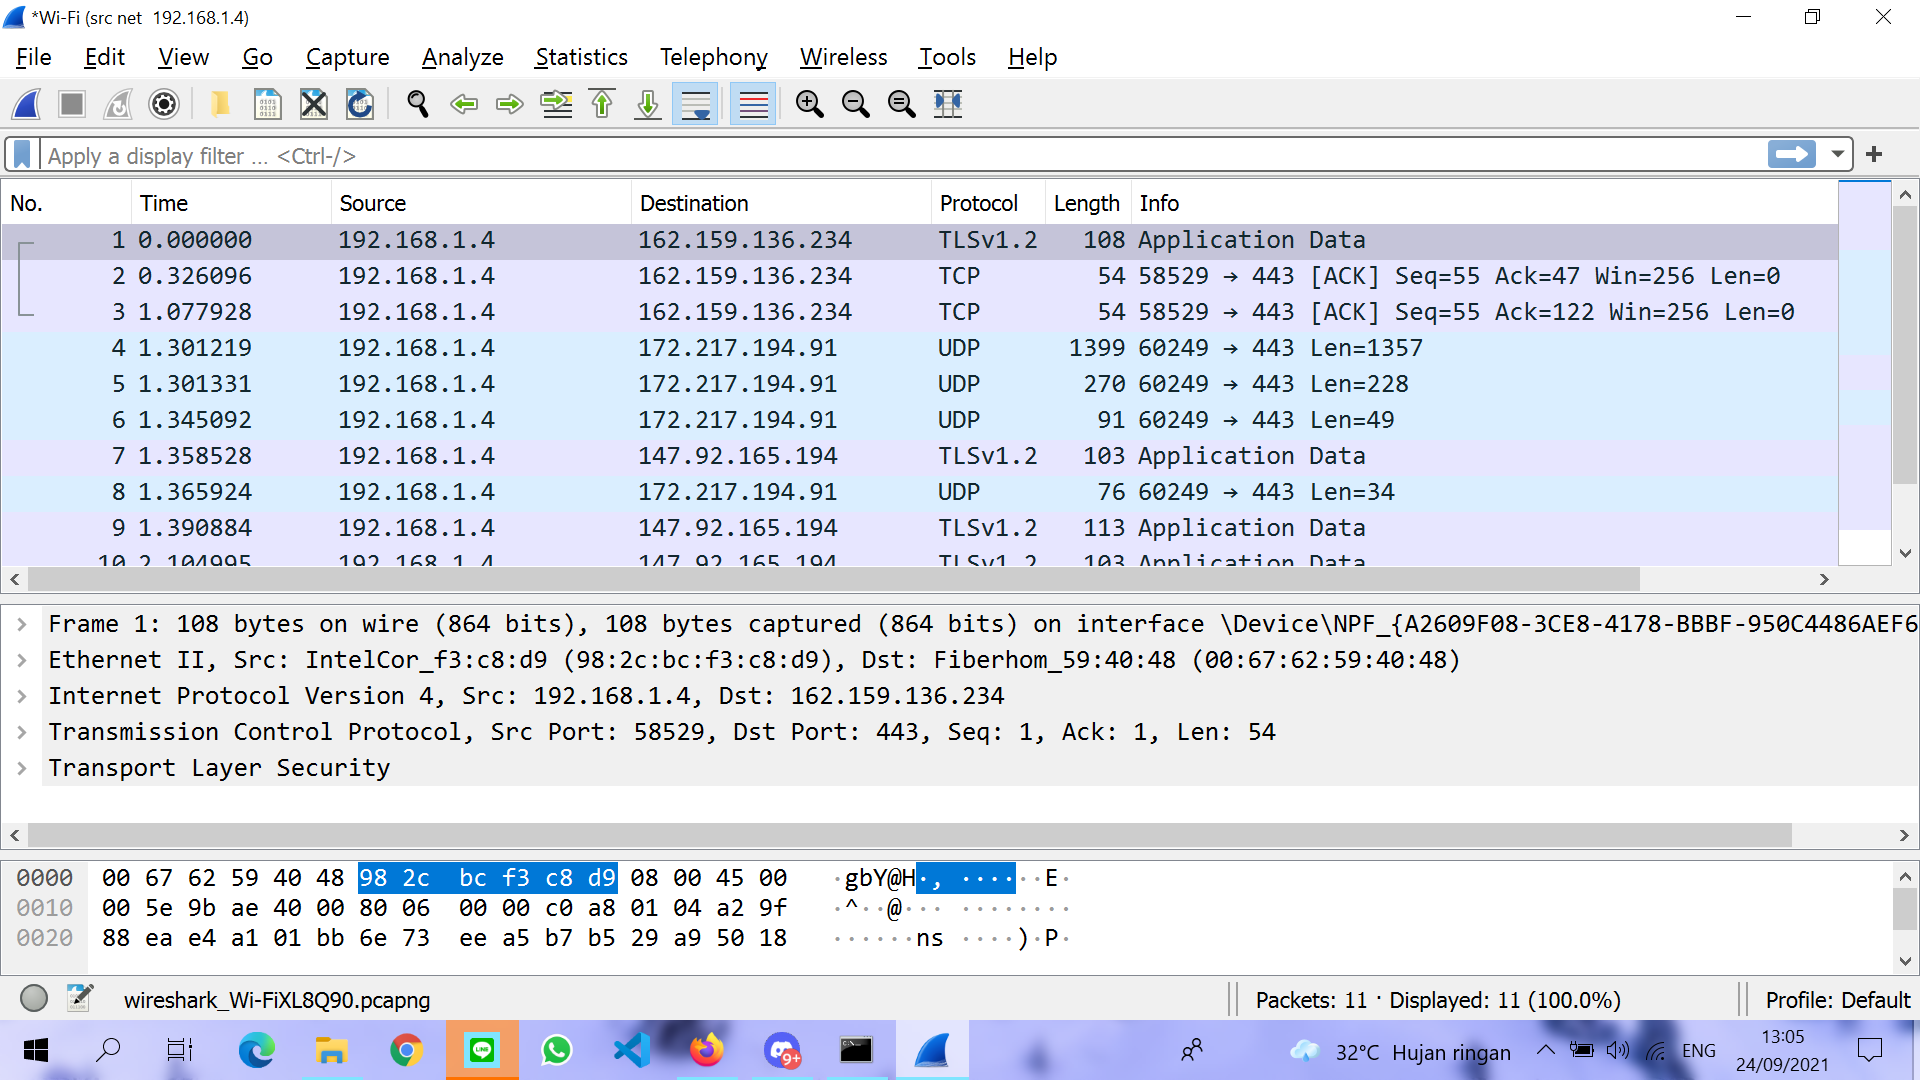 *Wi-Fi (src net 192.168.1.4)
File Edit View Go Capture Analyze Statistics Telephony Wireless Tools Help
Apply a display filter ... <Ctrl-/>
No. Time Source Destination Protocol Length Info
1 0.000000 192.168.1.4 162.159.136.234 TLSv1.2 108 Application Data
2 0.326096 192.168.1.4 162.159.136.234 TCP 54 58529 → 443 [ACK] Seq=55 Ack=47 Win=256 Len=0
3 1.077928 192.168.1.4 162.159.136.234 TCP 54 58529 → 443 [ACK] Seq=55 Ack=122 Win=256 Len=0
4 1.301219 192.168.1.4 172.217.194.91 UDP 1399 60249 → 443 Len=1357
5 1.301331 192.168.1.4 172.217.194.91 UDP 270 60249 → 443 Len=228
6 1.345092 192.168.1.4 172.217.194.91 UDP 91 60249 → 443 Len=49
7 1.358528 192.168.1.4 147.92.165.194 TLSv1.2 103 Application Data
8 1.365924 192.168.1.4 172.217.194.91 UDP 76 60249 → 443 Len=34
9 1.390884 192.168.1.4 147.92.165.194 TLSv1.2 113 Application Data
10 2.104995 192.168.1.4 147.92.165.194 TLSv1.2 103 Application Data
Frame 1: 108 bytes on wire (864 bits), 108 bytes captured (864 bits) on interface \Device\NPF_{A2609F08-3CE8-4178-BBBF-950C4486AEF6
Ethernet II, Src: IntelCor_f3:c8:d9 (98:2c:bc:f3:c8:d9), Dst: Fiberhom_59:40:48 (00:67:62:59:40:48)
Internet Protocol Version 4, Src: 192.168.1.4, Dst: 162.159.136.234
Transmission Control Protocol, Src Port: 58529, Dst Port: 443, Seq: 1, Ack: 1, Len: 54
Transport Layer Security
0000 00 67 62 59 40 48 98 2c bc f3 c8 d9 08 00 45 00 ·gbY@H·, ······E·
0010 00 5e 9b ae 40 00 80 06 00 00 c0 a8 01 04 a2 9f ·^··@··· ········
0020 88 ea e4 a1 01 bb 6e 73 ee a5 b7 b5 29 a9 50 18 ······ns ····)·P·
wireshark_Wi-FiXL8Q90.pcapng Packets: 11 · Displayed: 11 (100.0%) Profile: Default
9+ 32°C Hujan ringan ENG 13:05
24/09/2021